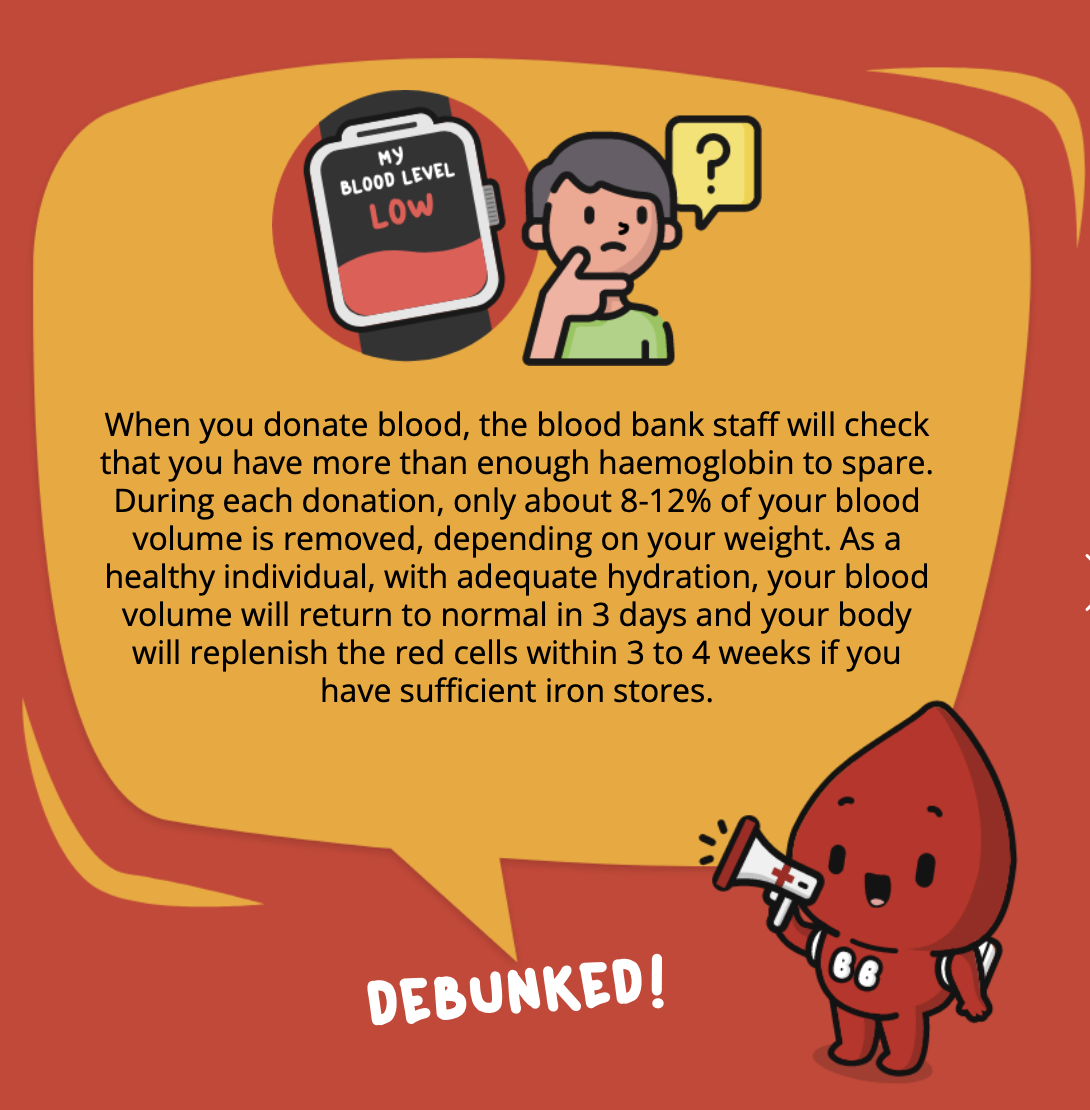 MY
BLOOD LEVEL
LOW
?
When you donate blood, the blood bank staff will check
that you have more than enough haemoglobin to spare.
During each donation, only about 8-12% of your blood
volume is removed, depending on your weight. As a
healthy individual, with adequate hydration, your blood
volume will return to normal in 3 days and your body
will replenish the red cells within 3 to 4 weeks if you
have sufficient iron stores.
BB
DEBUNKED!